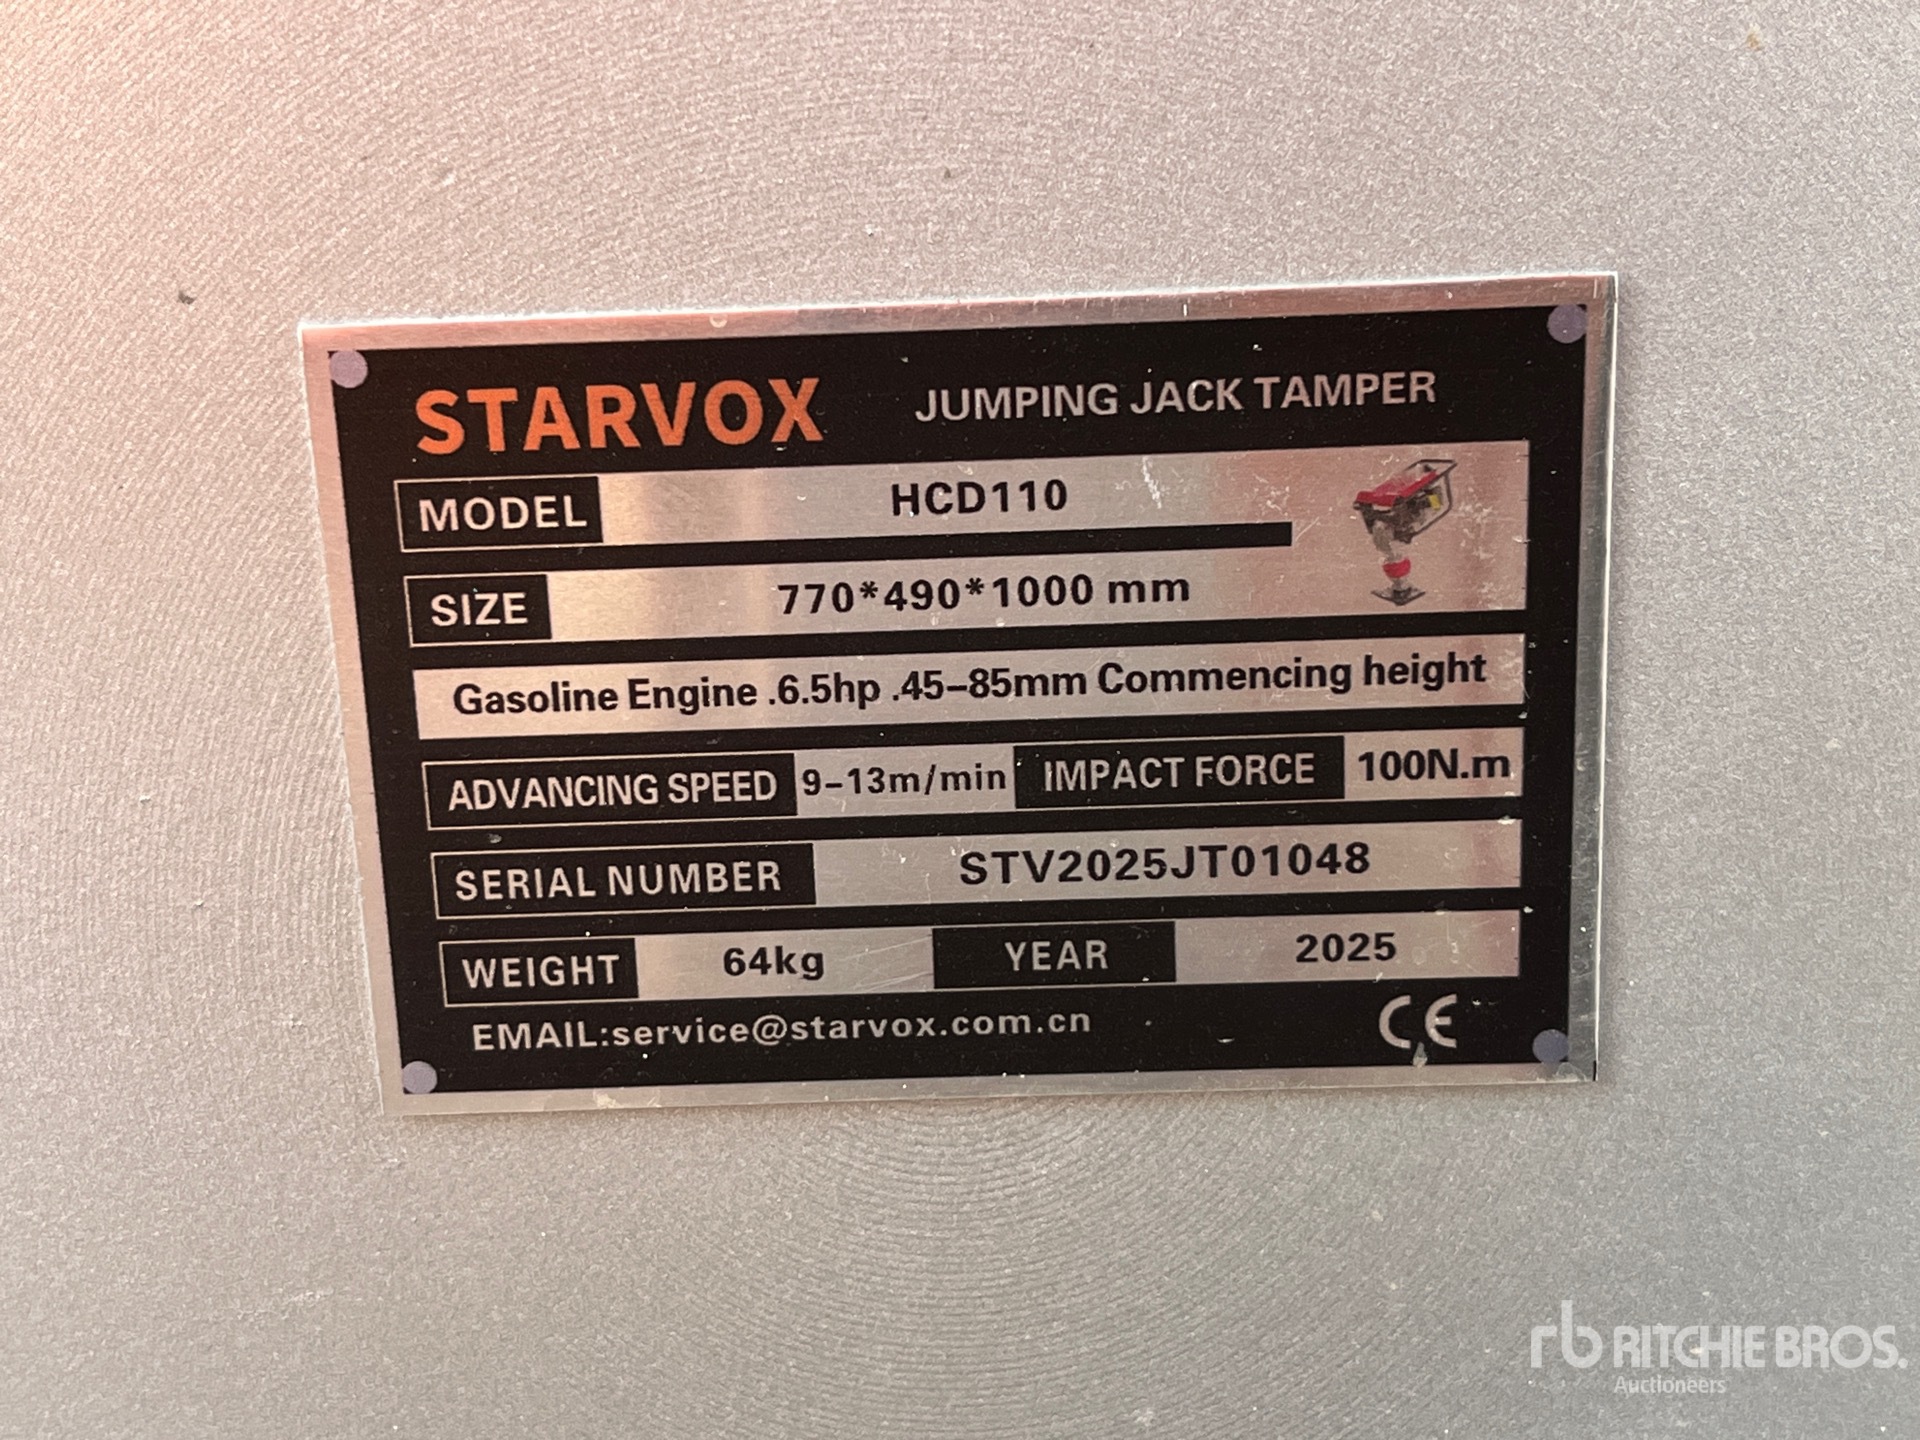 STARVOX JUMPING JACK TAMPER
MODEL HCD110
SIZE 770*490*1000 mm
Gasoline Engine .6.5hp .45-85mm Commencing height
ADVANCING SPEED 9-13m/min IMPACT FORCE 100N.m
SERIAL NUMBER STV2025JT01048
WEIGHT 64kg YEAR 2025
EMAIL:service@starvox.com.cn CE
rb RITCHIE BROS.
Auctioneers